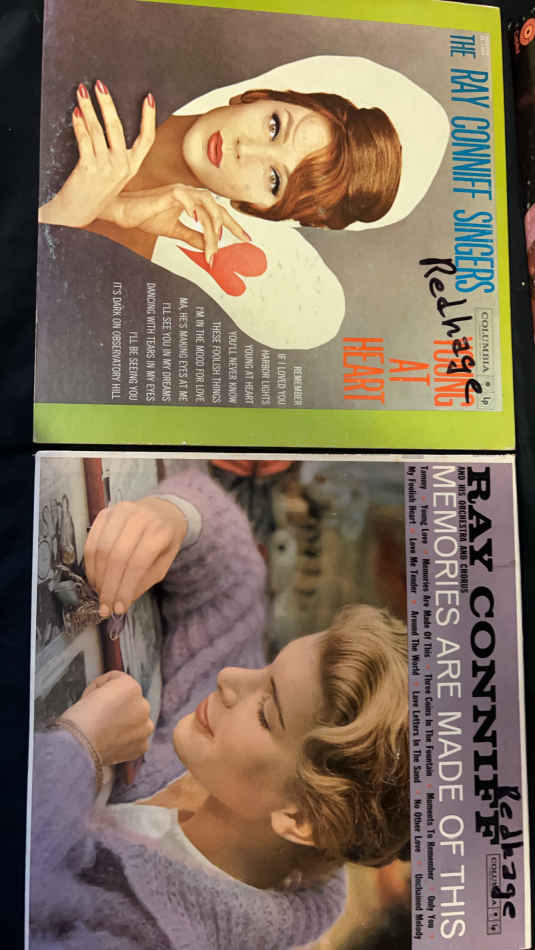 THE RAY CONNIFF SINGERS
Redhage
COLUMBIA lp
YOUNG
AT
HEART
REMEMBER
IF I LOVED YOU
HARBOR LIGHTS
YOUNG AT HEART
YOU'LL NEVER KNOW
THESE FOOLISH THINGS
I'M IN THE MOOD FOR LOVE
MA, HE'S MAKING EYES AT ME
I'LL SEE YOU IN MY DREAMS
DANCING WITH TEARS IN MY EYES
I'LL BE SEEING YOU
IT'S DARK ON OBSERVATORY HILL
RAY CONNIFF
Redhage
COLUMBIA lp
AND HIS ORCHESTRA AND CHORUS
MEMORIES ARE MADE OF THIS
Tammy Young Love Memories Are Made Of This Three Coins In The Fountain Moments To Remember Only You
My Foolish Heart Love Me Tender Around The World Love Letters In The Sand No Other Love Unchained Melody